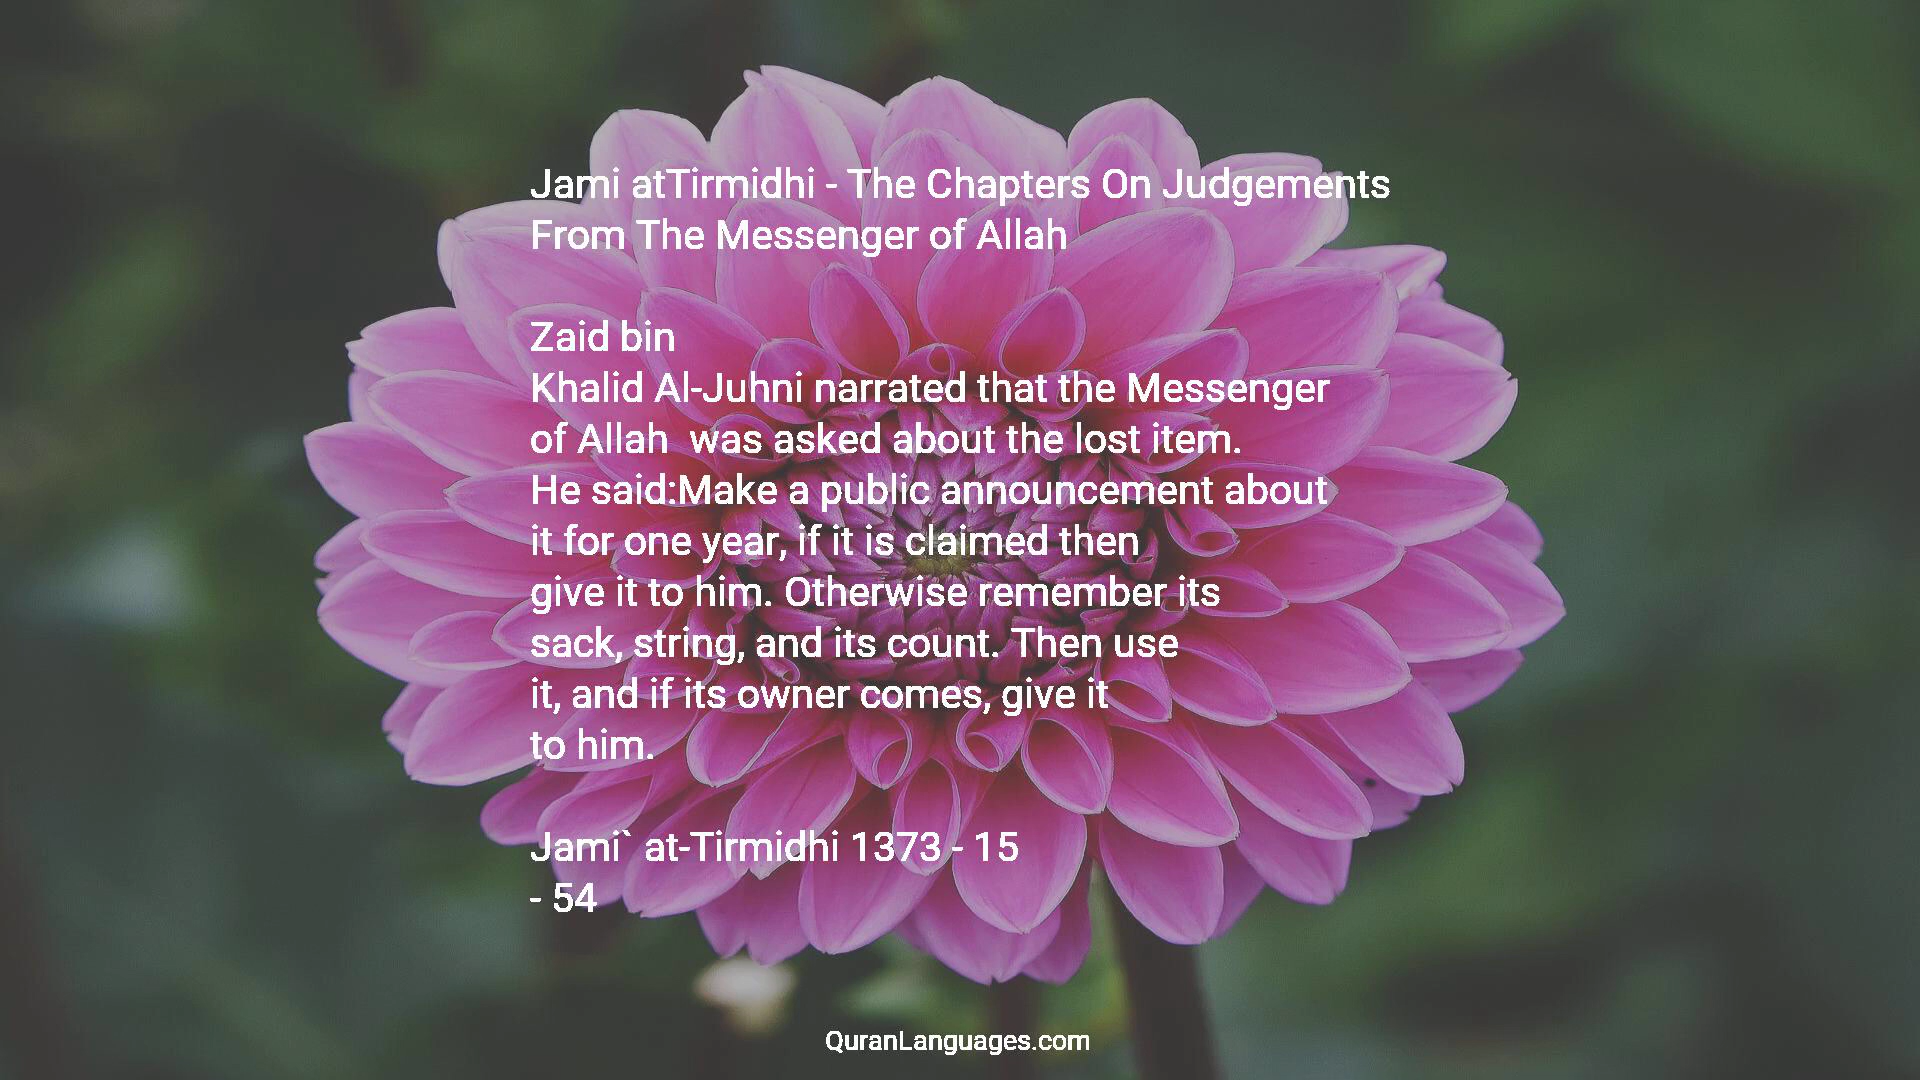 Jami atTirmidhi - The Chapters On Judgements
From The Messenger of Allah
Zaid bin
Khalid Al-Juhni narrated that the Messenger
of Allah  was asked about the lost item.
He said:Make a public announcement about
it for one year, if it is claimed then
give it to him. Otherwise remember its
sack, string, and its count. Then use
it, and if its owner comes, give it
to him.
Jami` at-Tirmidhi 1373 - 15
- 54
QuranLanguages.com